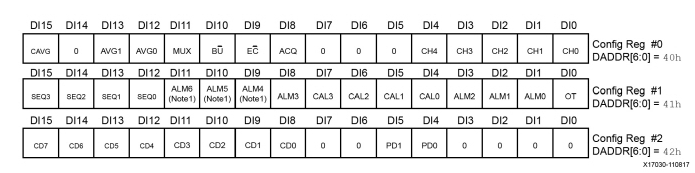 DI15 DI14 DI13 DI12 DI11 DI10 DI9 DI8 DI7 DI6 DI5 DI4 DI3 DI2 DI1 DI0
CAVG 0 AVG1 AVG0 MUX BU̅ EC̅ ACQ 0 0 0 CH4 CH3 CH2 CH1 CH0 Config Reg #0
DADDR[6:0] = 40h
DI15 DI14 DI13 DI12 DI11 DI10 DI9 DI8 DI7 DI6 DI5 DI4 DI3 DI2 DI1 DI0
SEQ3 SEQ2 SEQ1 SEQ0 ALM6 (Note1) ALM5 (Note1) ALM4 (Note1) ALM3 CAL3 CAL2 CAL1 CAL0 ALM2 ALM1 ALM0 OT Config Reg #1
DADDR[6:0] = 41h
DI15 DI14 DI13 DI12 DI11 DI10 DI9 DI8 DI7 DI6 DI5 DI4 DI3 DI2 DI1 DI0
CD7 CD6 CD5 CD4 CD3 CD2 CD1 CD0 0 0 PD1 PD0 0 0 0 0 Config Reg #2
DADDR[6:0] = 42h
X17030-110817